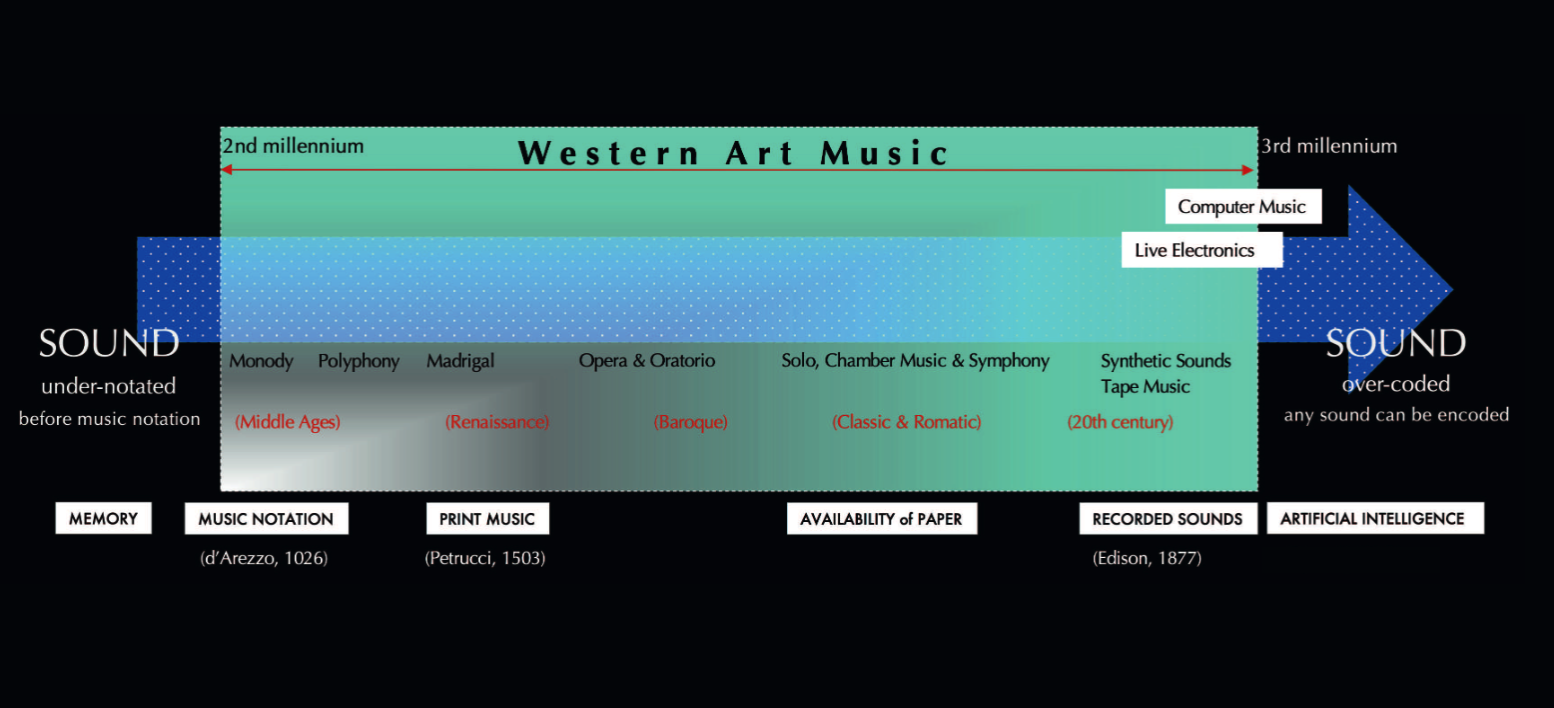 2nd millennium
Western Art Music
3rd millennium
Computer Music
Live Electronics
SOUND
under-notated
before music notation
Monody
Polyphony
Madrigal
Opera & Oratorio
Solo, Chamber Music & Symphony
Synthetic Sounds
Tape Music
(Middle Ages)
(Renaissance)
(Baroque)
(Classic & Romatic)
(20th century)
SOUND
over-coded
any sound can be encoded
MEMORY
MUSIC NOTATION
PRINT MUSIC
AVAILABILITY of PAPER
RECORDED SOUNDS
ARTIFICIAL INTELLIGENCE
(d'Arezzo, 1026)
(Petrucci, 1503)
(Edison, 1877)